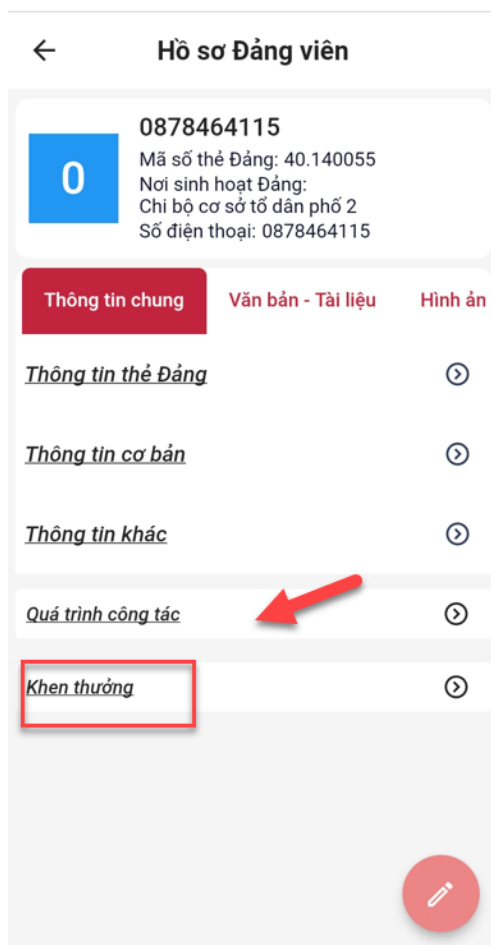 Hồ sơ Đảng viên
0878464115
0
Mã số thẻ Đảng: 40.140055
Nơi sinh hoạt Đảng:
Chi bộ cơ sở tổ dân phố 2
Số điện thoại: 0878464115
Thông tin chung
Văn bản - Tài liệu
Hình ản
Thông tin thẻ Đảng
Thông tin cơ bản
Thông tin khác
Quá trình công tác
Khen thưởng